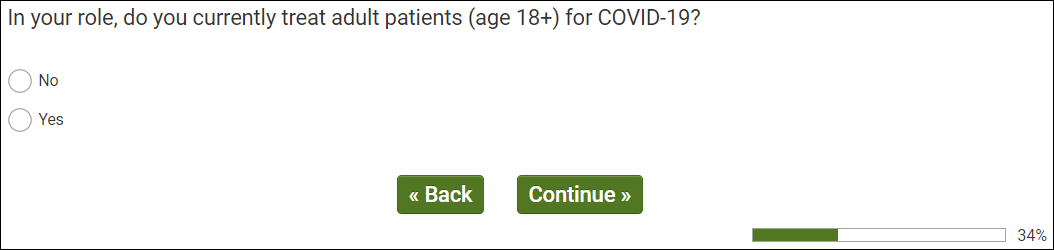 In your role, do you currently treat adult patients (age 18+) for COVID-19?
No
Yes
« Back
Continue »
34%